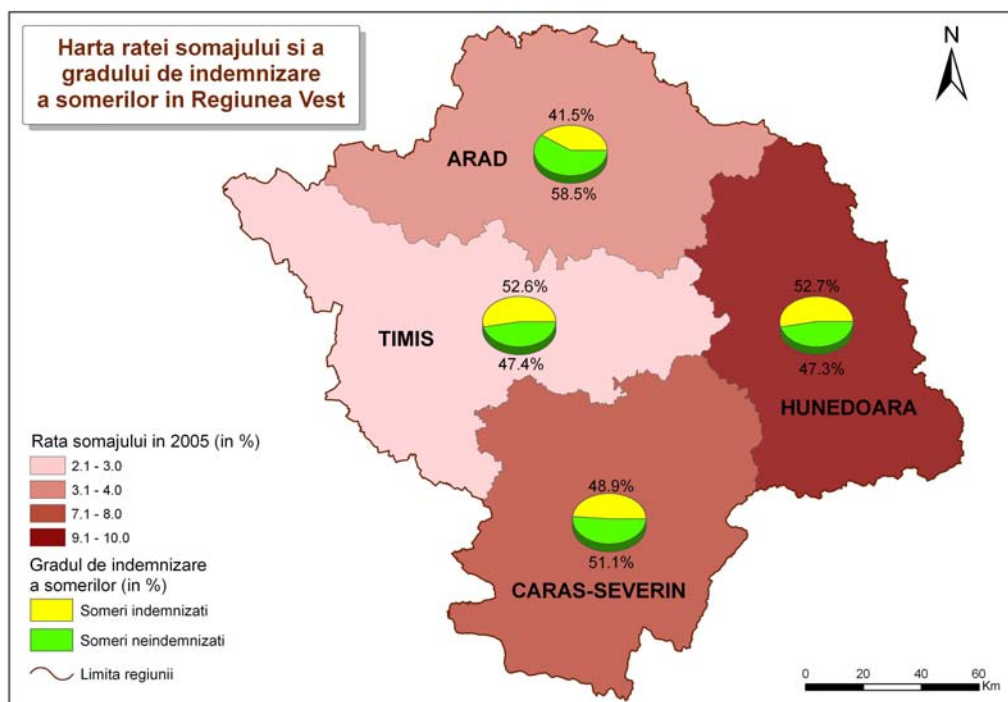 Harta ratei somajului si a
gradului de indemnizare
a somerilor in Regiunea Vest
N
41.5%
ARAD
58.5%
52.6%
TIMIS
47.4%
52.7%
47.3%
HUNEDOARA
48.9%
51.1%
CARAS-SEVERIN
Rata somajului in 2005 (in %)
2.1 - 3.0
3.1 - 4.0
7.1 - 8.0
9.1 - 10.0
Gradul de indemnizare
a somerilor (in %)
Someri indemnizati
Someri neindemnizati
Limita regiunii
0 20 40 60
Km